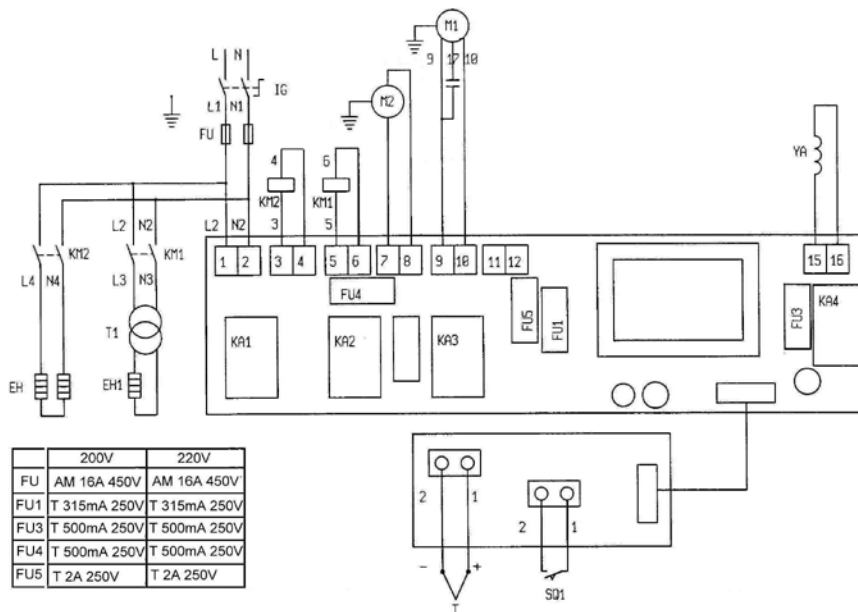 M1
9 17 10
L N
IG
M2
L1 N1
FU
YA
4
6
KM2
KM1
3
5
L2 N2
L2 N2
KM2
KM1
1 2 3 4 5 6 7 8 9 10 11 12 15 16
L4 N4
L3 N3
FU4
FU5
FU1
FU3
KA4
T1
KA1
KA2
KA3
EH
EH1
200V 220V
FU AM 16A 450V AM 16A 450V
FU1 T 315mA 250V T 315mA 250V
FU3 T 500mA 250V T 500mA 250V
FU4 T 500mA 250V T 500mA 250V
FU5 T 2A 250V T 2A 250V
2 1
2 1
- +
T
SQ1